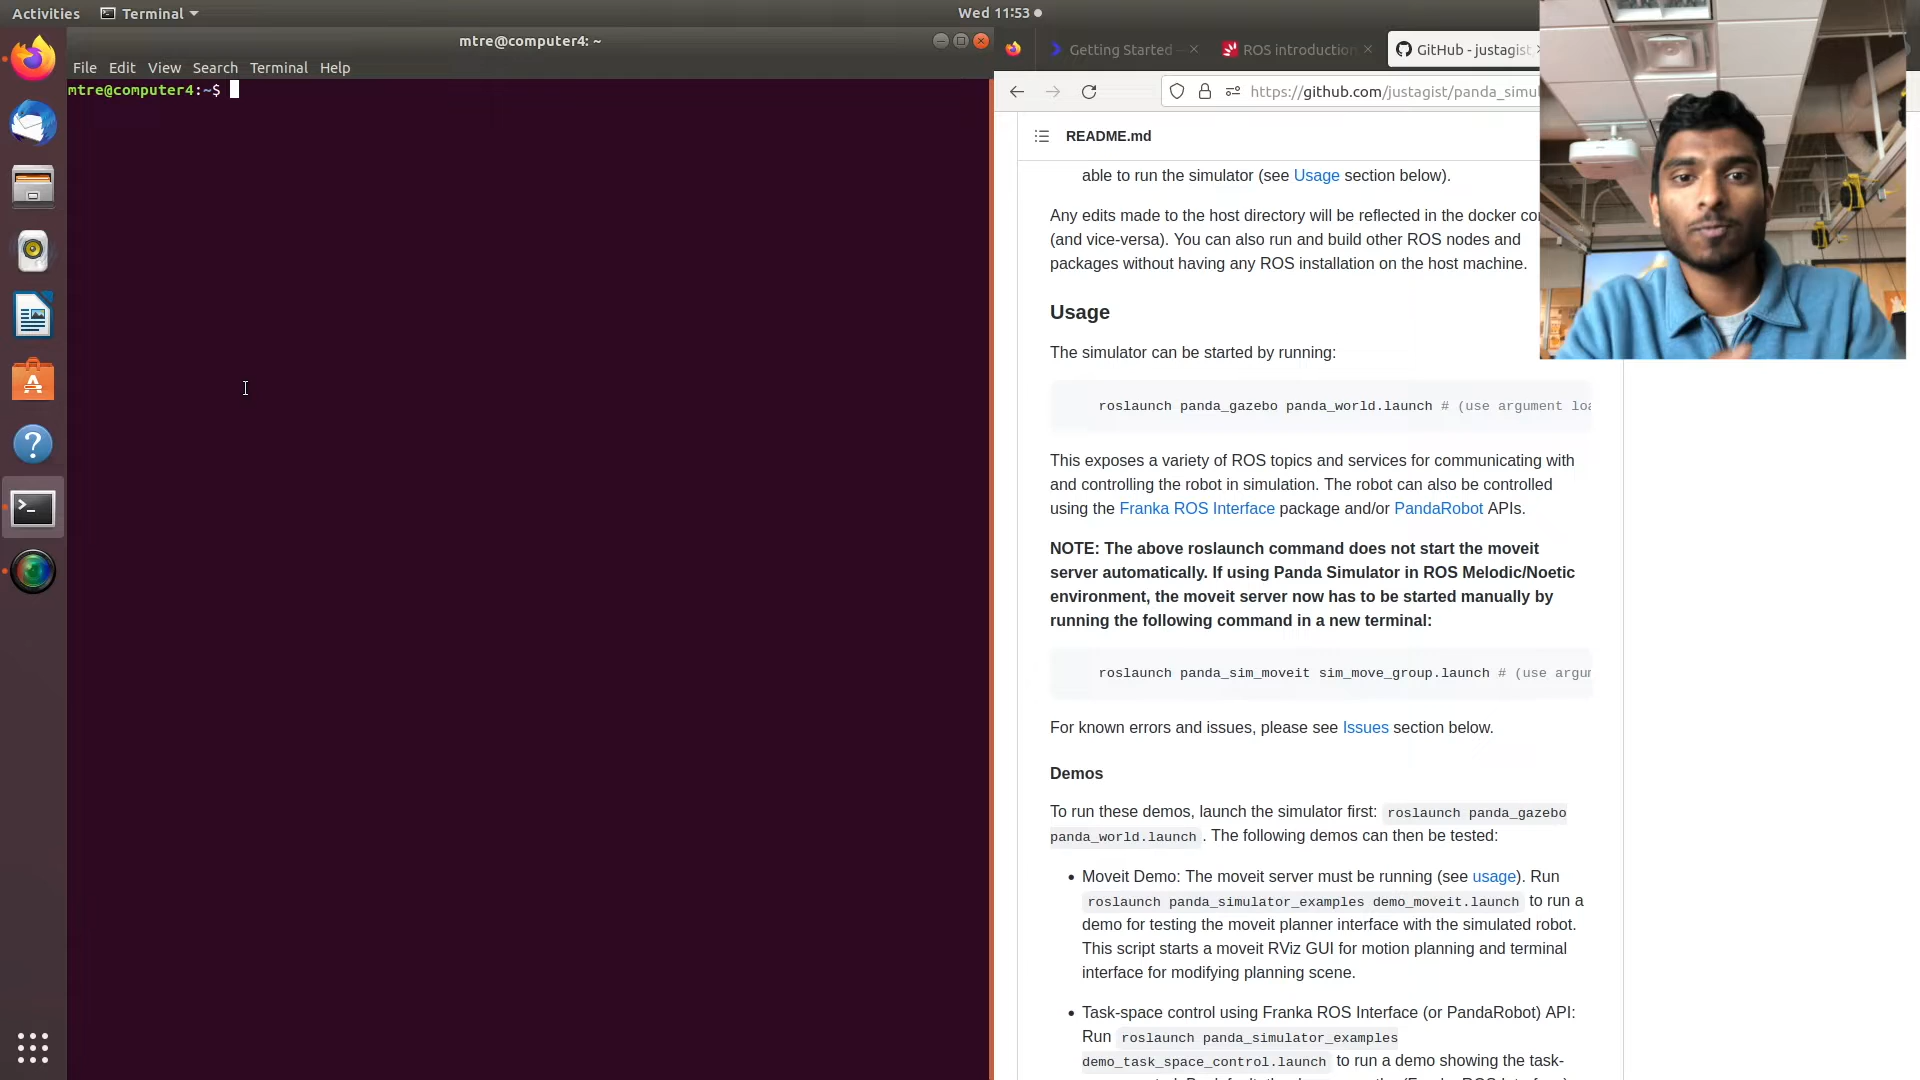 Activities
Terminal
Wed 11:53
mtre@computer4: ~
File Edit View Search Terminal Help
mtre@computer4:~$
Getting Started
ROS introduction
GitHub - justagist
https://github.com/justagist/panda_simu
README.md
able to run the simulator (see Usage section below).
Any edits made to the host directory will be reflected in the docker co
(and vice-versa). You can also run and build other ROS nodes and
packages without having any ROS installation on the host machine.
Usage
The simulator can be started by running:
roslaunch panda_gazebo panda_world.launch # (use argument loa
This exposes a variety of ROS topics and services for communicating with
and controlling the robot in simulation. The robot can also be controlled
using the Franka ROS Interface package and/or PandaRobot APIs.
NOTE: The above roslaunch command does not start the moveit
server automatically. If using Panda Simulator in ROS Melodic/Noetic
environment, the moveit server now has to be started manually by
running the following command in a new terminal:
roslaunch panda_sim_moveit sim_move_group.launch # (use argum
For known errors and issues, please see Issues section below.
Demos
To run these demos, launch the simulator first: roslaunch panda_gazebo
panda_world.launch . The following demos can then be tested:
• Moveit Demo: The moveit server must be running (see usage). Run
roslaunch panda_simulator_examples demo_moveit.launch to run a
demo for testing the moveit planner interface with the simulated robot.
This script starts a moveit RViz GUI for motion planning and terminal
interface for modifying planning scene.
• Task-space control using Franka ROS Interface (or PandaRobot) API:
Run roslaunch panda_simulator_examples
demo_task_space_control.launch to run a demo showing the task-